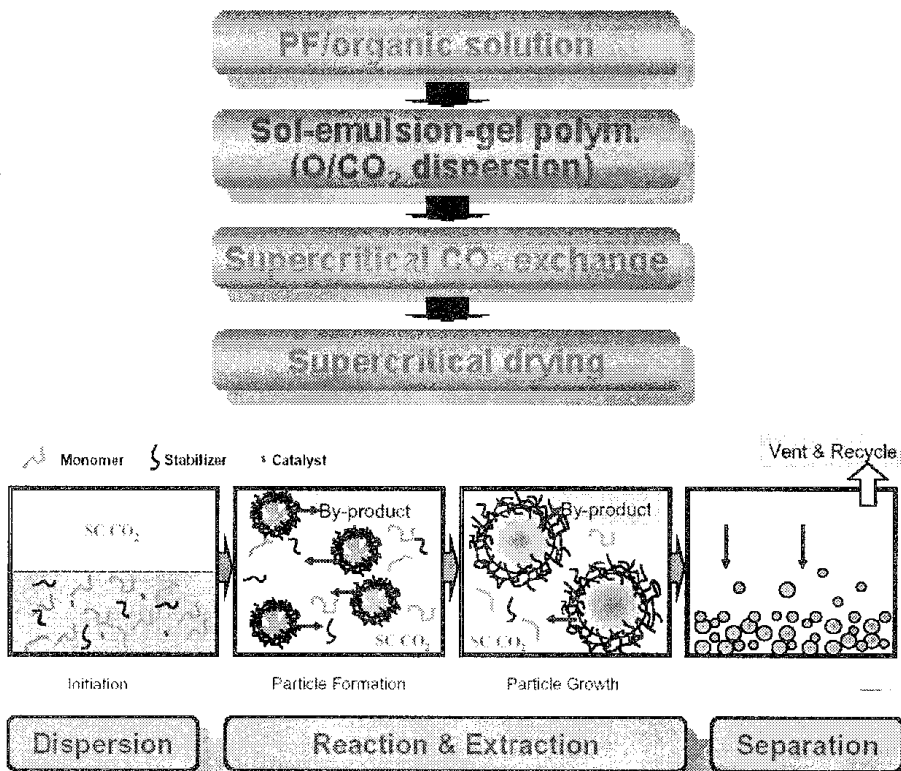 PF/organic solution
Sol-emulsion-gel polym.
(O/CO₂ dispersion)
Supercritical CO₂ exchange
Supercritical drying
Vent & Recycle
Monomer Stabilizer Catalyst
SC CO₂
By-product
SC CO₂
By-product
SC CO₂
Initiation Particle Formation Particle Growth
Dispersion Reaction & Extraction Separation